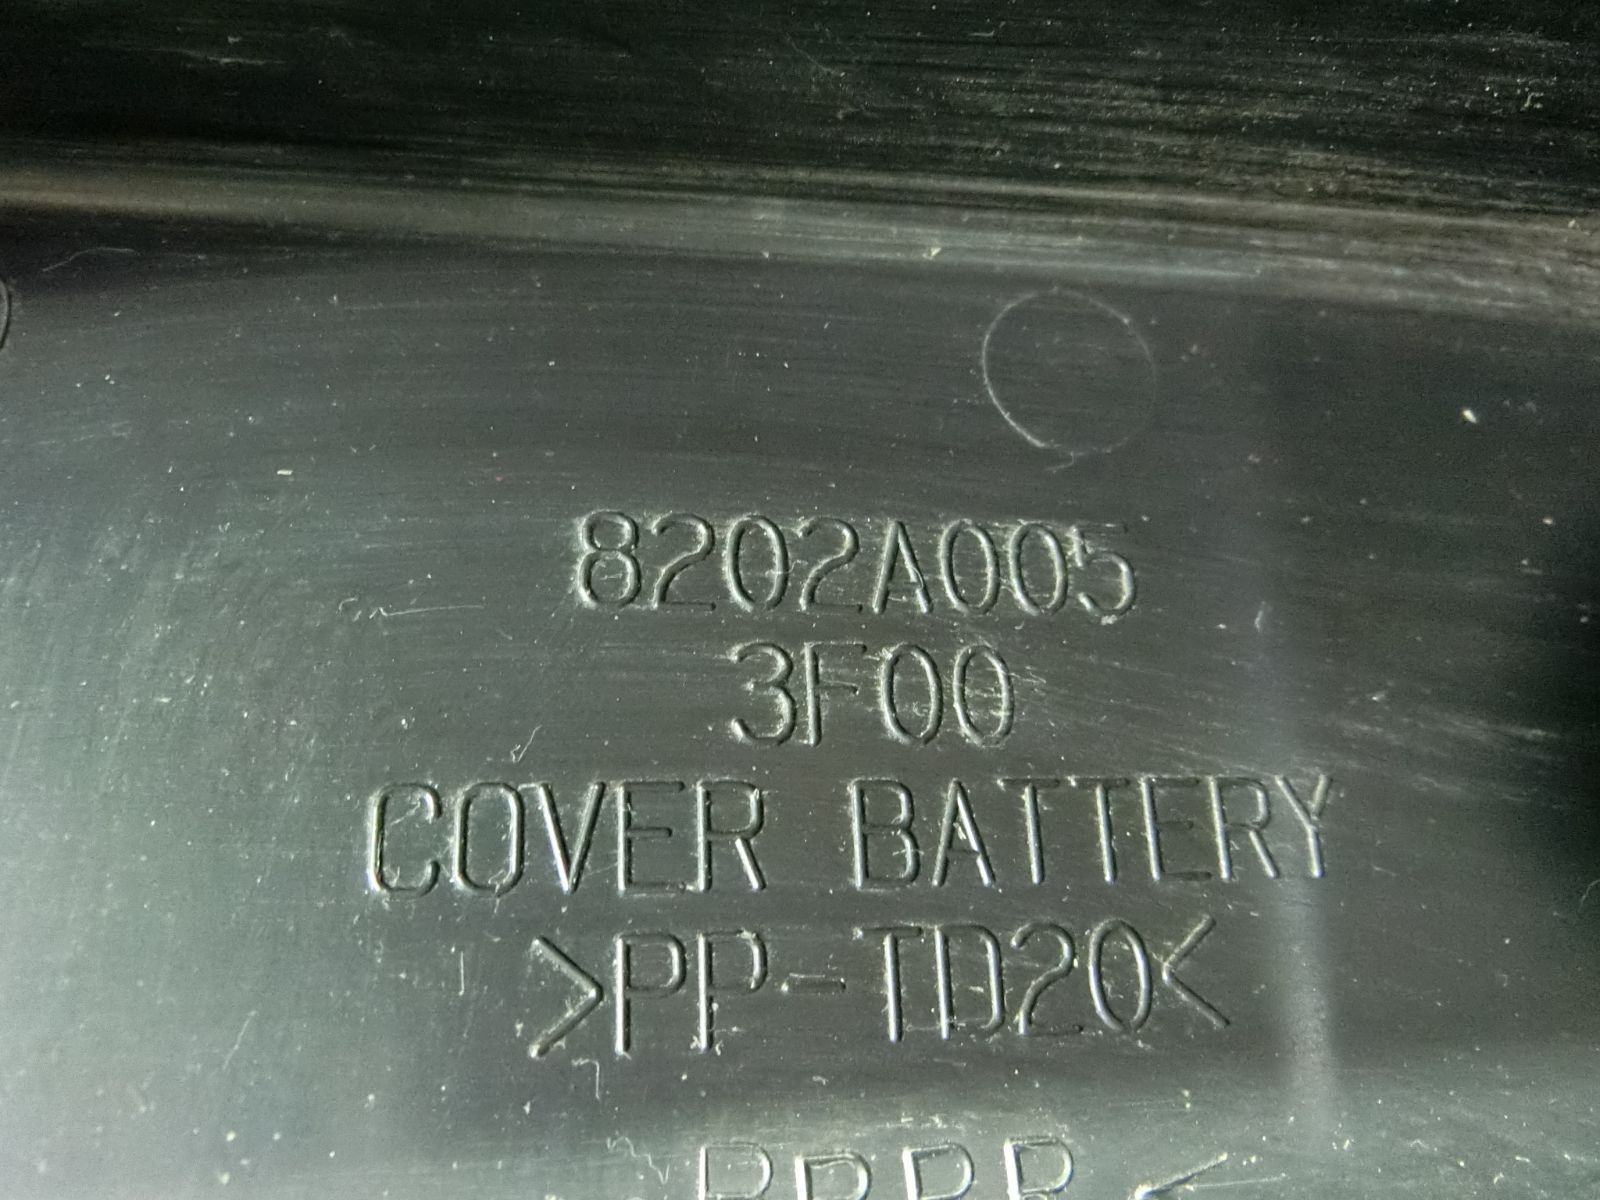 8202A005
3F00
COVER BATTERY
>PP-TD20<